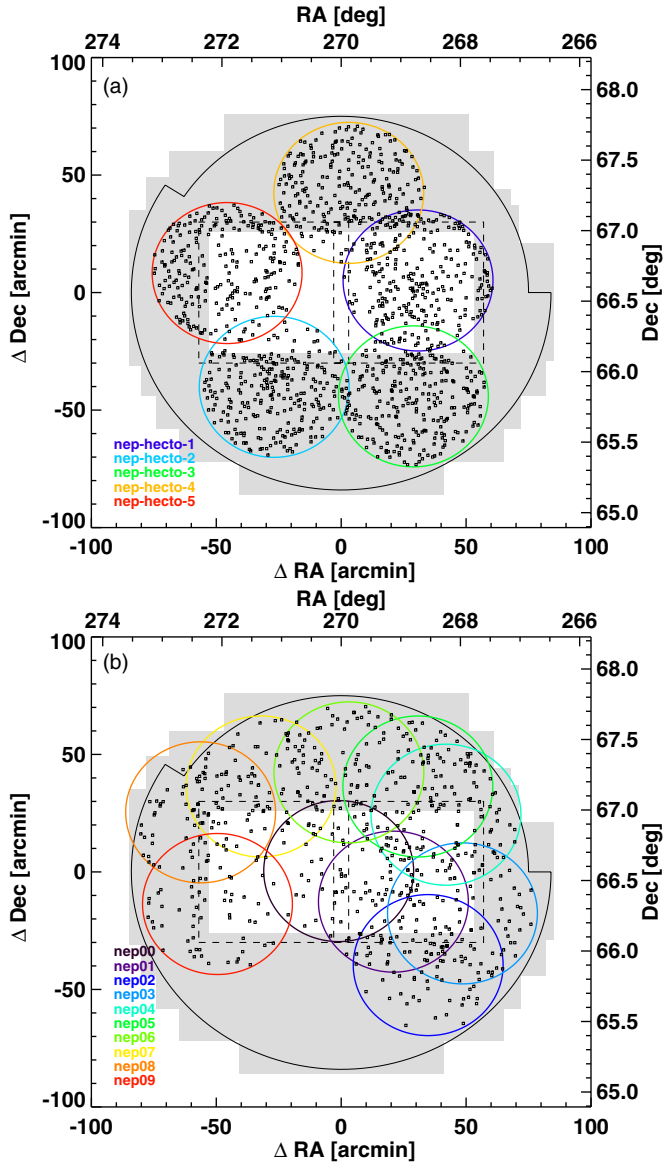 RA [deg]
274 272 270 268 266
(a)
100
50
0
-50
-100
Δ Dec [arcmin]
68.0
67.5
67.0
66.5
66.0
65.5
65.0
Dec [deg]
nep-hecto-1
nep-hecto-2
nep-hecto-3
nep-hecto-4
nep-hecto-5
-100 -50 0 50 100
Δ RA [arcmin]
RA [deg]
274 272 270 268 266
(b)
100
50
0
-50
-100
Δ Dec [arcmin]
68.0
67.5
67.0
66.5
66.0
65.5
65.0
Dec [deg]
nep00
nep01
nep02
nep03
nep04
nep05
nep06
nep07
nep08
nep09
-100 -50 0 50 100
Δ RA [arcmin]